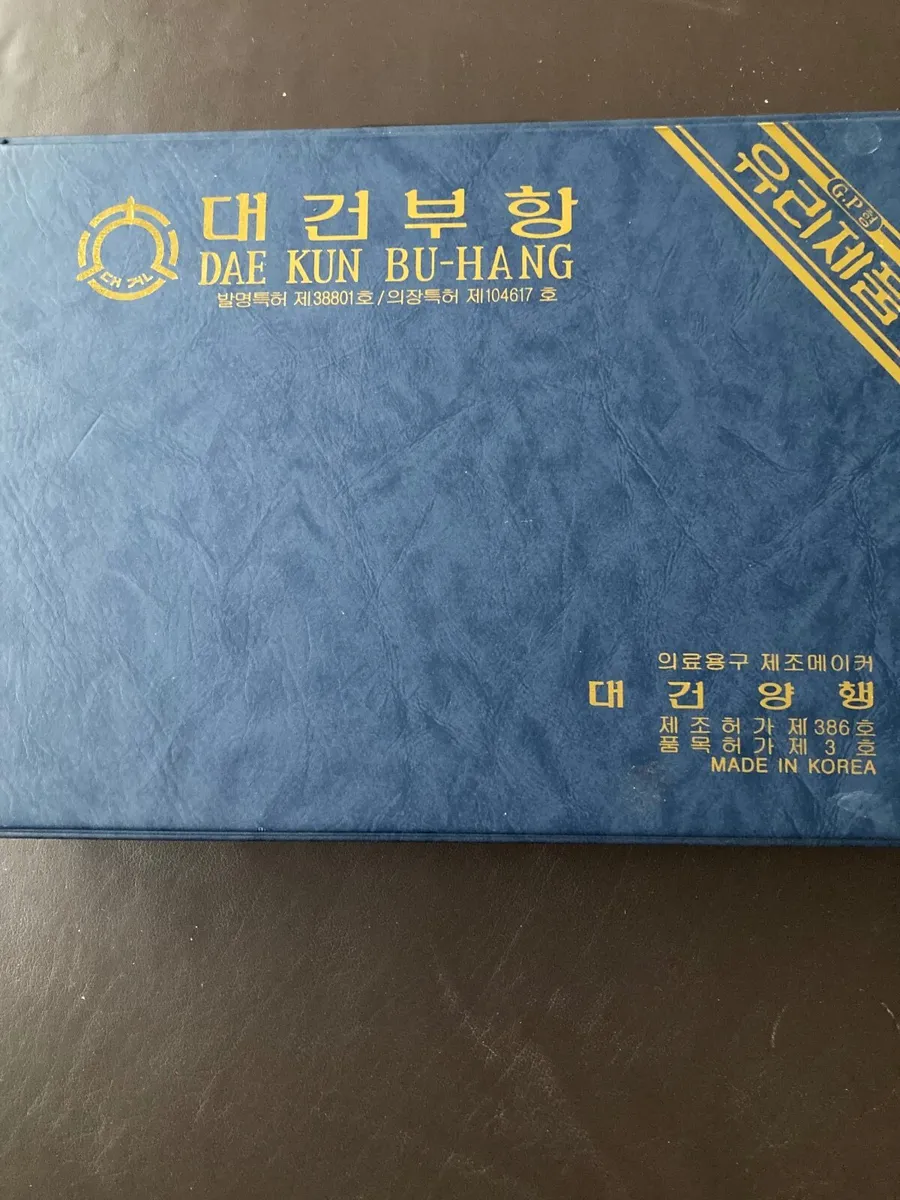 대건부항
DAE KUN BU-HANG
발명특허 제38801호/의장특허 제104617 호
대건
G.P형
유리제품
의료용구 제조메이커
대건양행
제조허가제386호
품목허가제 3 호
MADE IN KOREA